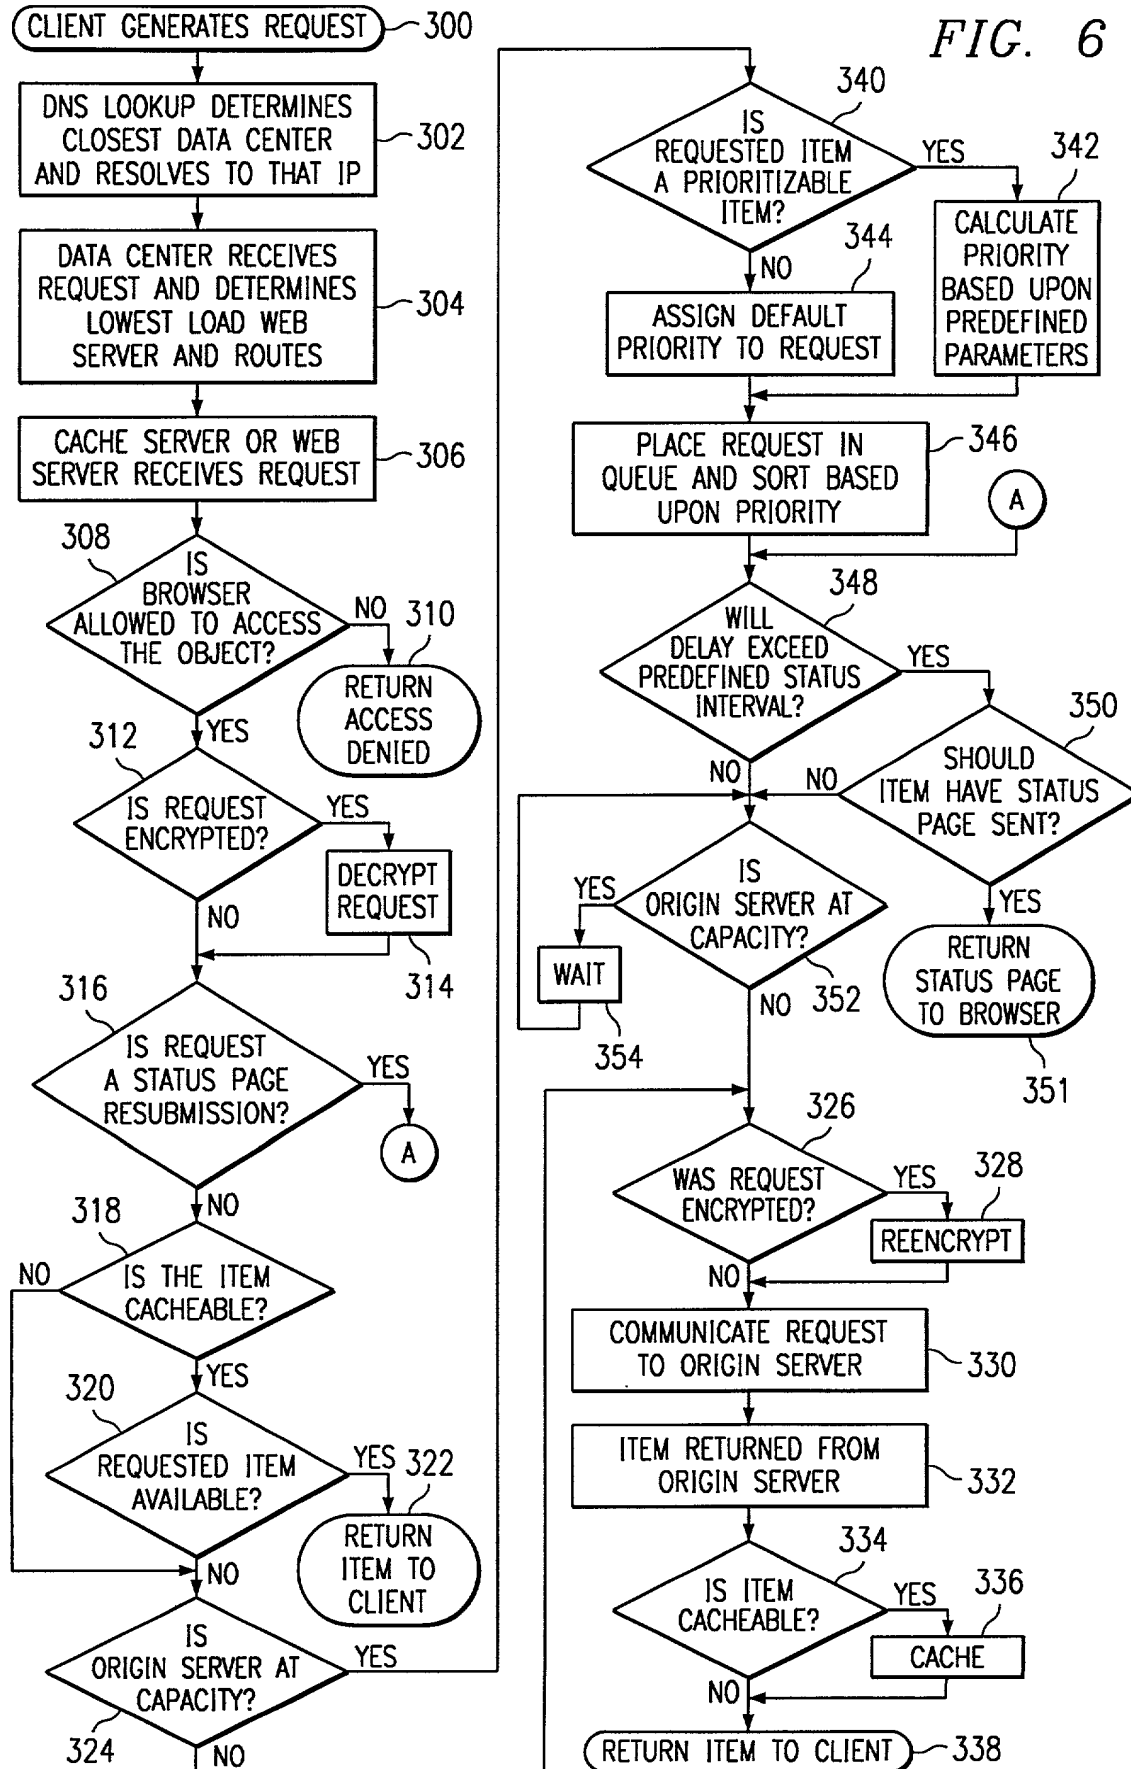 FIG. 6
CLIENT GENERATES REQUEST
300
DNS LOOKUP DETERMINES
CLOSEST DATA CENTER
AND RESOLVES TO THAT IP
302
DATA CENTER RECEIVES
REQUEST AND DETERMINES
LOWEST LOAD WEB
SERVER AND ROUTES
304
CACHE SERVER OR WEB
SERVER RECEIVES REQUEST
306
308
IS
BROWSER
ALLOWED TO ACCESS
THE OBJECT?
NO
310
RETURN
ACCESS
DENIED
YES
312
IS REQUEST
ENCRYPTED?
YES
DECRYPT
REQUEST
314
NO
316
IS REQUEST
A STATUS PAGE
RESUBMISSION?
YES
A
NO
318
IS THE ITEM
CACHEABLE?
NO
YES
320
IS
REQUESTED ITEM
AVAILABLE?
YES
322
RETURN
ITEM TO
CLIENT
NO
IS
ORIGIN SERVER AT
CAPACITY?
YES
324
NO
340
IS
REQUESTED ITEM
A PRIORITIZABLE
ITEM?
YES
342
CALCULATE
PRIORITY
BASED UPON
PREDEFINED
PARAMETERS
NO
344
ASSIGN DEFAULT
PRIORITY TO REQUEST
PLACE REQUEST IN
QUEUE AND SORT BASED
UPON PRIORITY
346
A
348
WILL
DELAY EXCEED
PREDEFINED STATUS
INTERVAL?
YES
350
SHOULD
ITEM HAVE STATUS
PAGE SENT?
NO
NO
YES
RETURN
STATUS PAGE
TO BROWSER
351
IS
ORIGIN SERVER AT
CAPACITY?
YES
352
WAIT
354
NO
326
WAS REQUEST
ENCRYPTED?
YES
328
REENCRYPT
NO
COMMUNICATE REQUEST
TO ORIGIN SERVER
330
ITEM RETURNED FROM
ORIGIN SERVER
332
334
IS ITEM
CACHEABLE?
YES
336
CACHE
NO
RETURN ITEM TO CLIENT
338